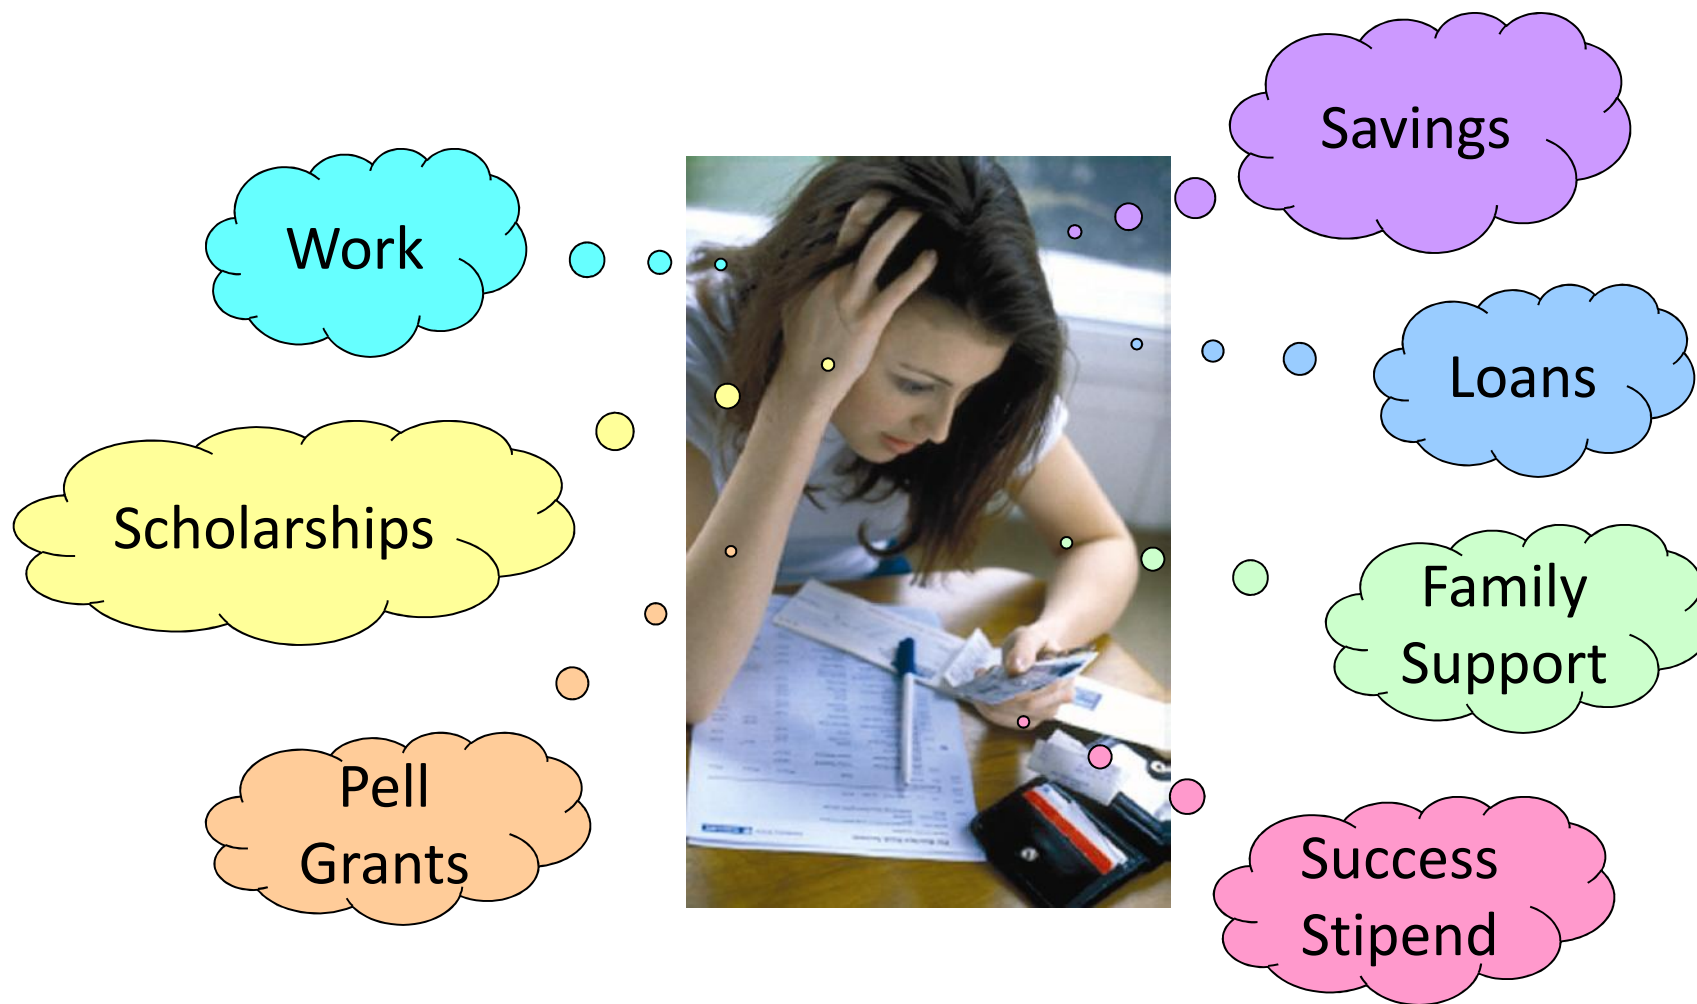 Savings
Work
Loans
Scholarships
Family
Support
Pell
Grants
Success
Stipend